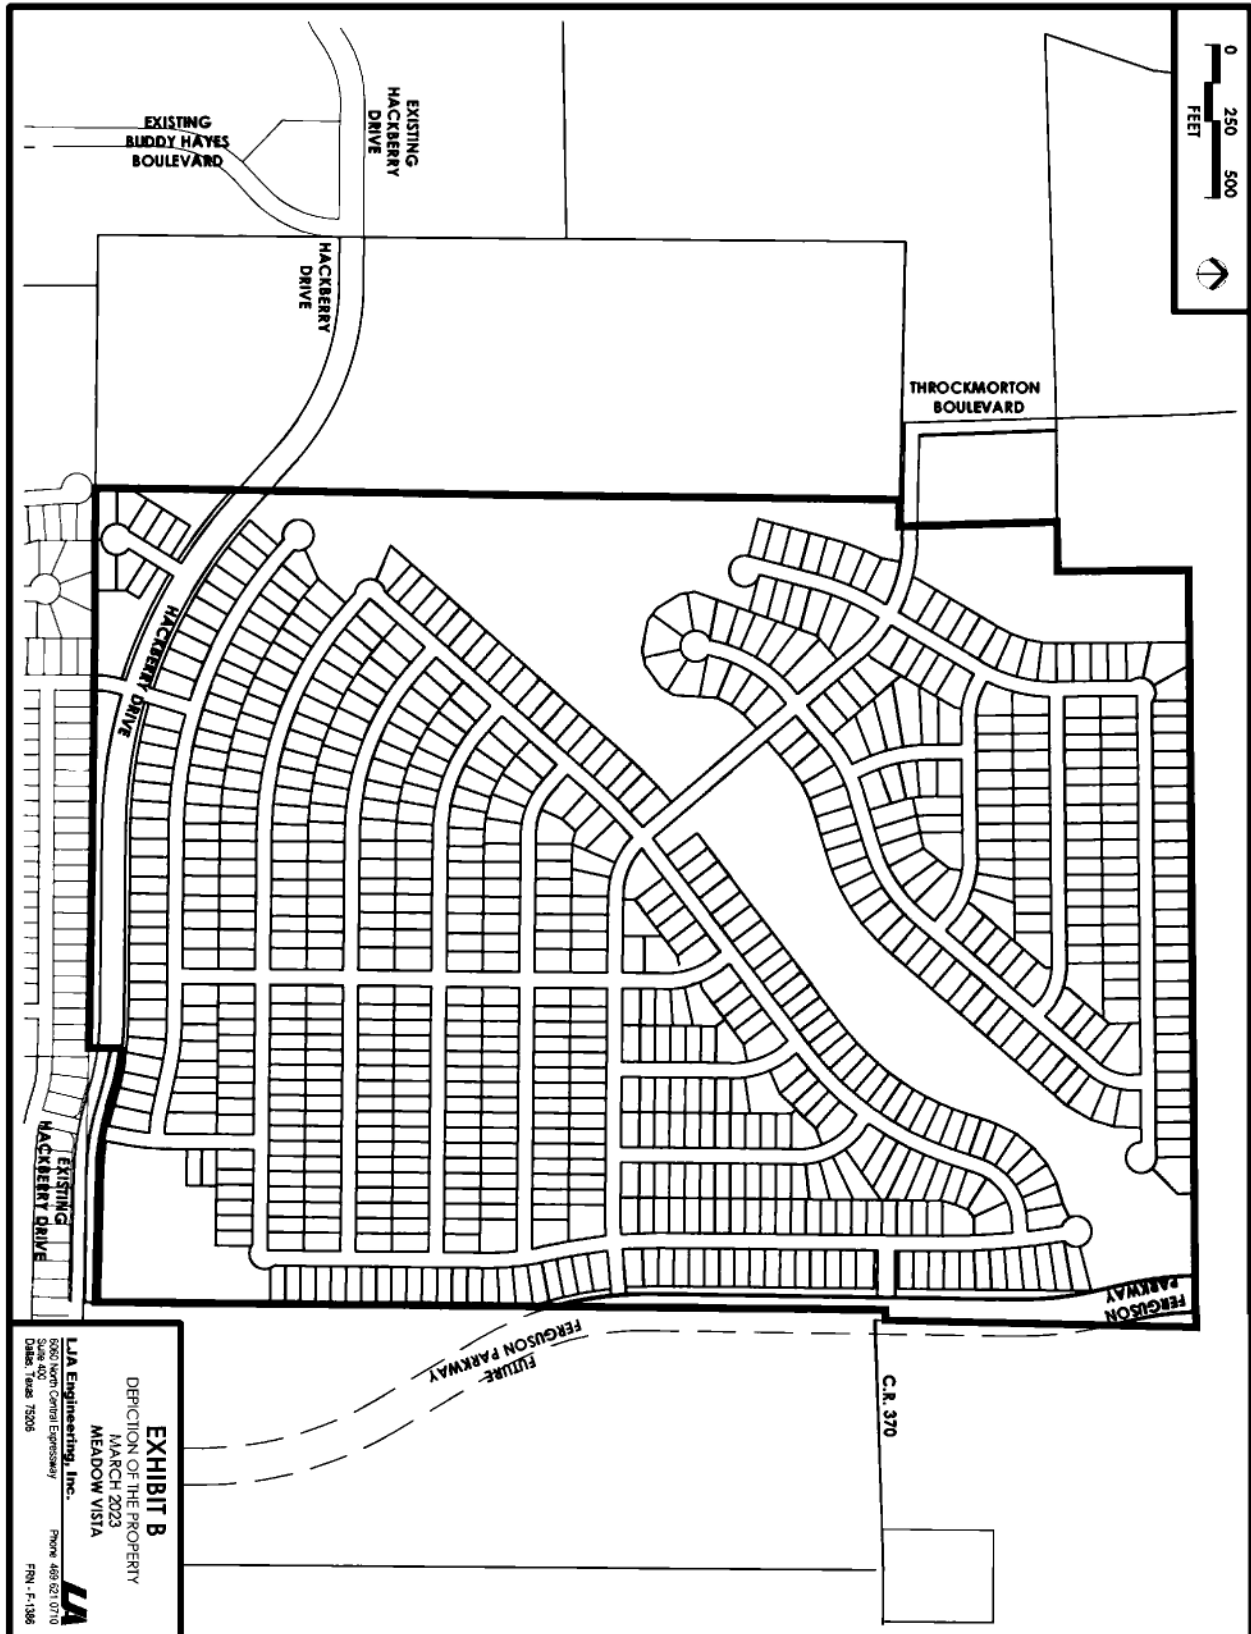 0 250 500
FEET
EXISTING
HACKBERRY
DRIVE
EXISTING
BUDDY HAYES
BOULEVARD
HACKBERRY
DRIVE
THROCKMORTON
BOULEVARD
HACKBERRY DRIVE
EXISTING
HACKBERRY DRIVE
FERGUSON
PARKWAY
FUTURE
FERGUSON PARKWAY
C.R. 370
EXHIBIT B
DEPICTION OF THE PROPERTY
MARCH 2023
MEADOW VISTA
LJA Engineering, Inc.
6060 North Central Expressway
Suite 400
Dallas, Texas 75206
Phone 469.621.0710
FRN - F-1386